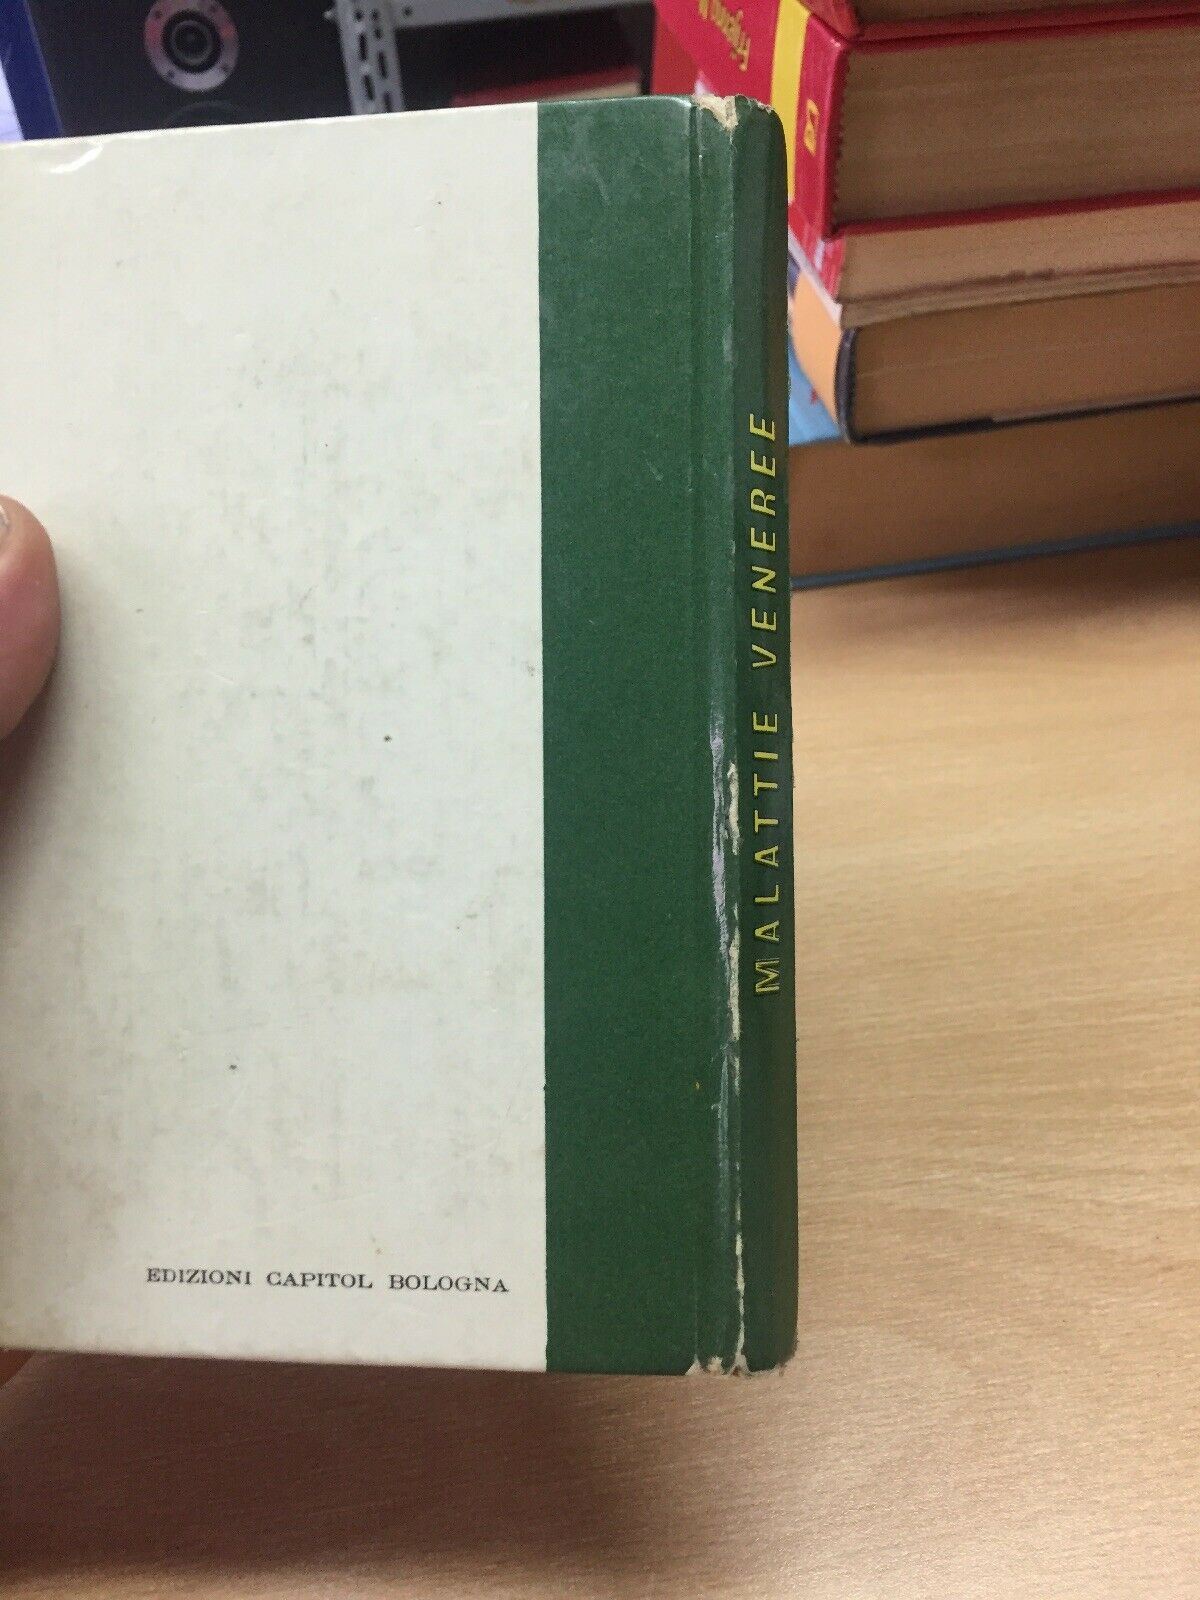 MALATTIE VENEREE
EDIZIONI CAPITOL BOLOGNA